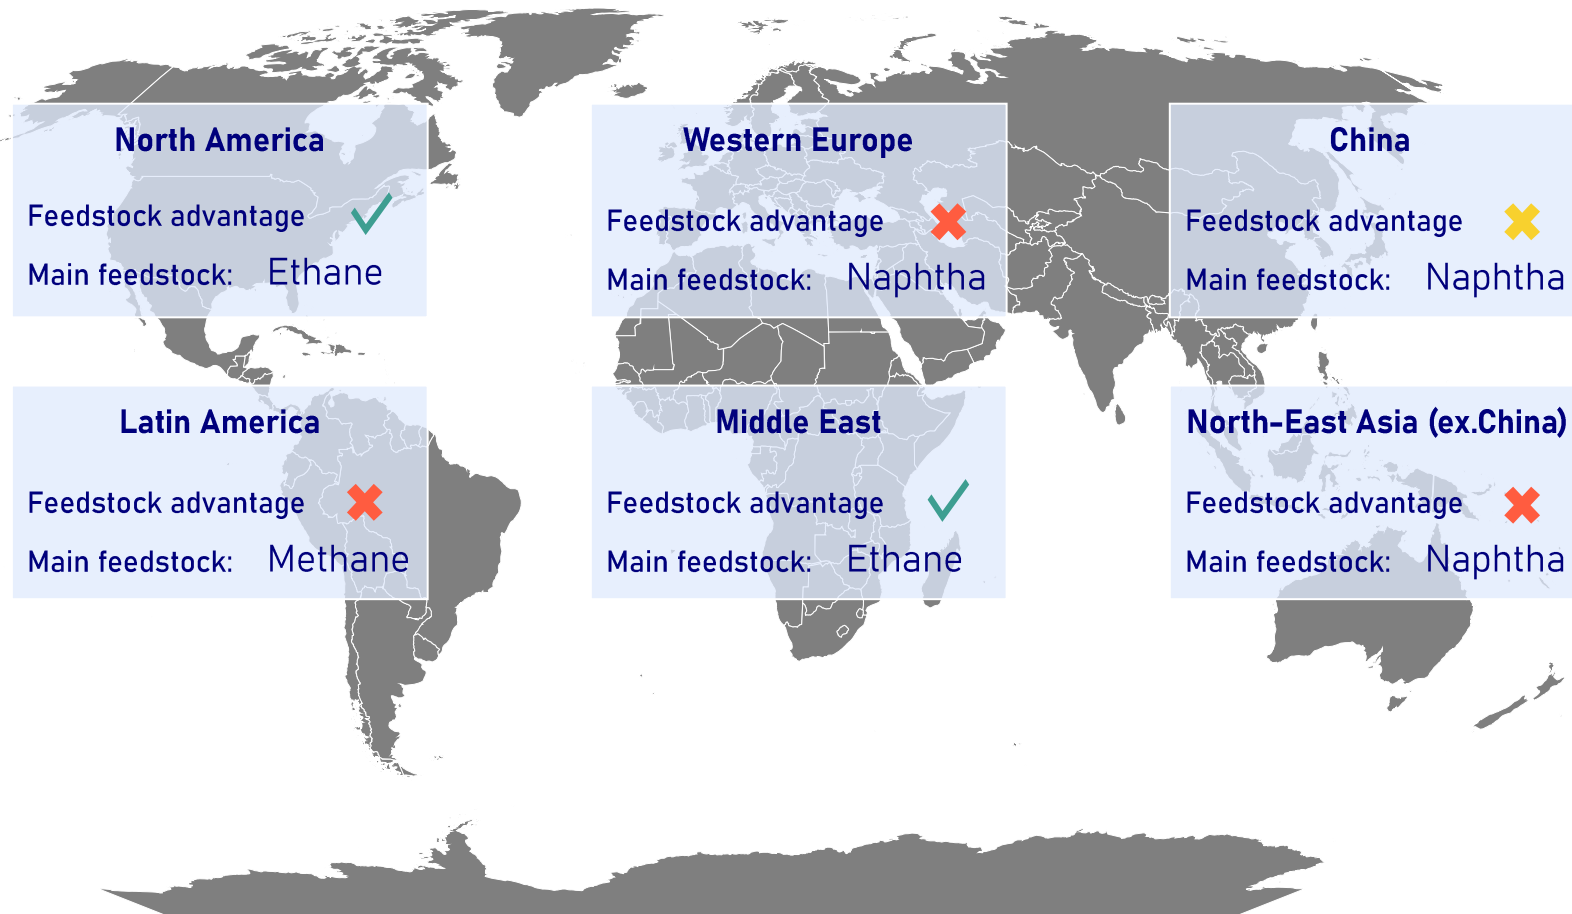 North America
Feedstock advantage
Main feedstock: Ethane
Western Europe
Feedstock advantage
Main feedstock: Naphtha
China
Feedstock advantage
Main feedstock: Naphtha
Latin America
Feedstock advantage
Main feedstock: Methane
Middle East
Feedstock advantage
Main feedstock: Ethane
North-East Asia (ex.China)
Feedstock advantage
Main feedstock: Naphtha